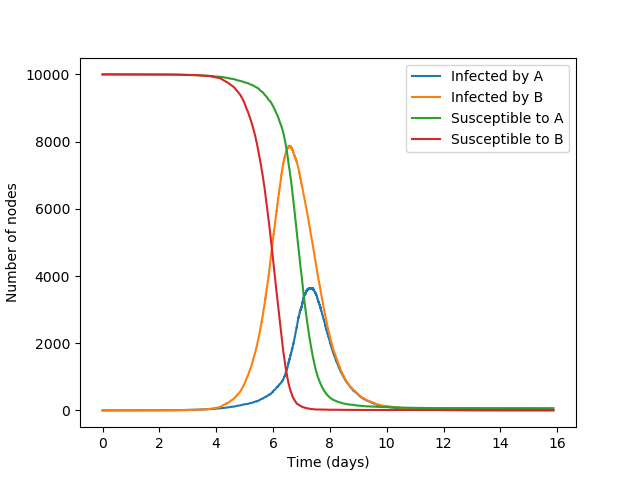 Infected by A
Infected by B
Susceptible to A
Susceptible to B
10000
8000
6000
4000
2000
0
Number of nodes
0 2 4 6 8 10 12 14 16
Time (days)